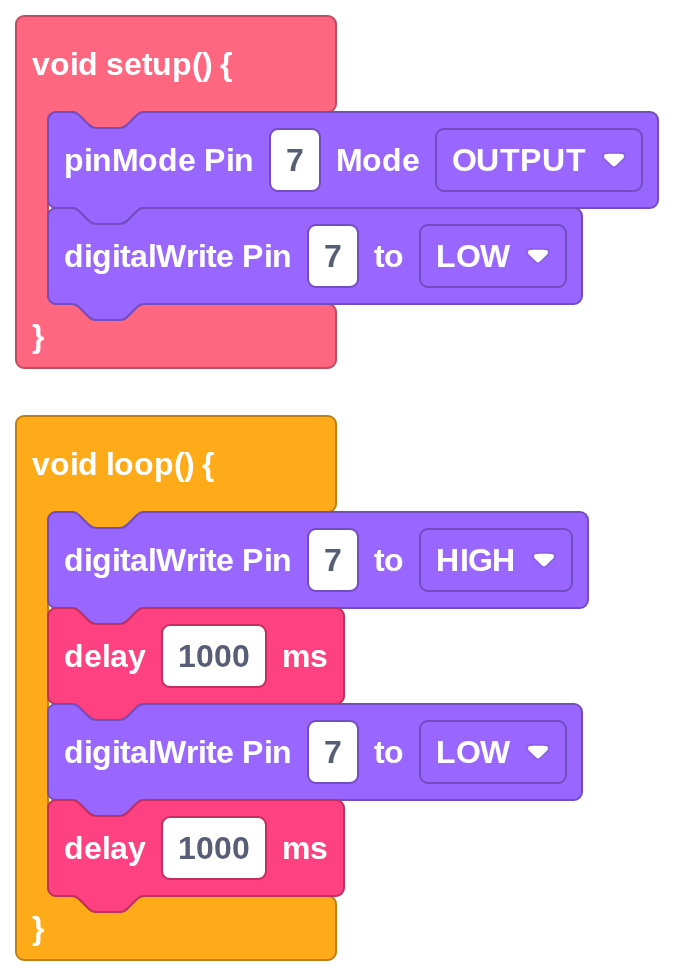 void setup() {
pinMode Pin 7 Mode OUTPUT
digitalWrite Pin 7 to LOW
}
void loop() {
digitalWrite Pin 7 to HIGH
delay 1000 ms
digitalWrite Pin 7 to LOW
delay 1000 ms
}